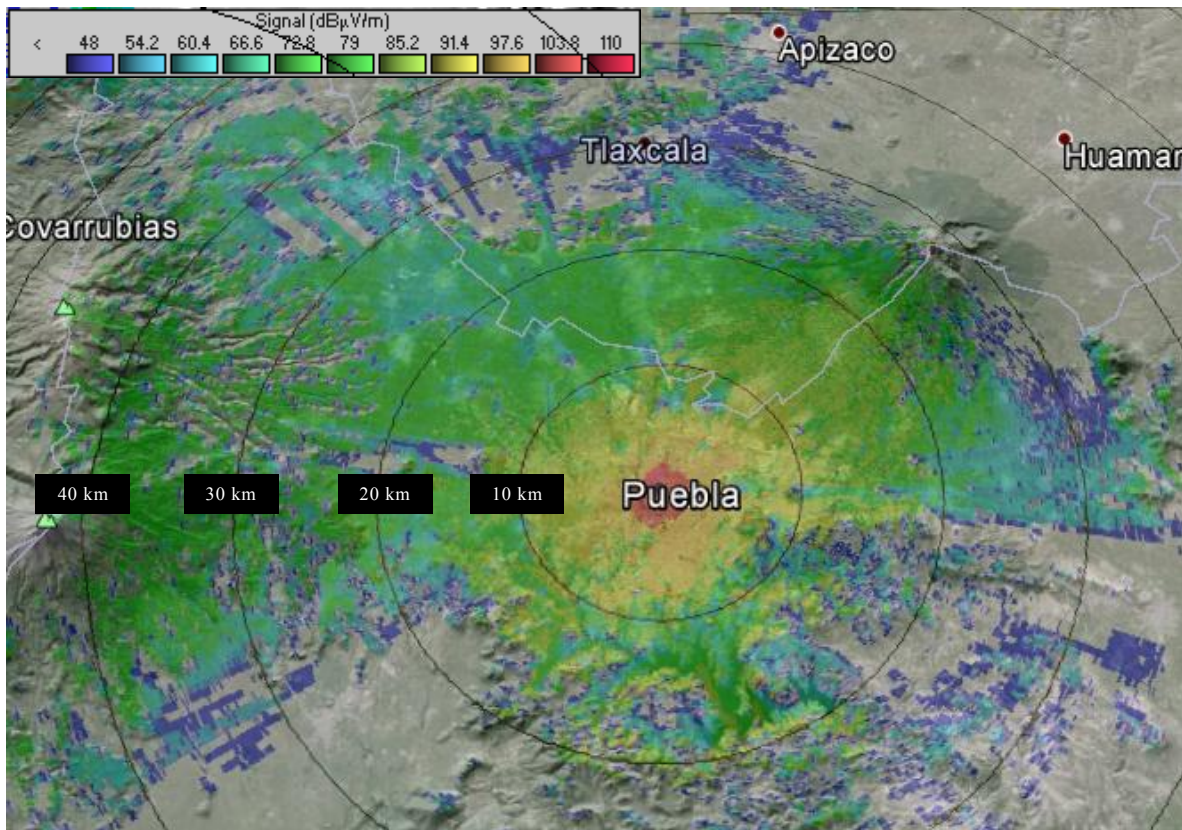 Signal (dBµV/m)
< 48 54.2 60.4 66.6 72.8 79 85.2 91.4 97.6 103.8 110
Apizaco
Tlaxcala
Huamar
Covarrubias
40 km 30 km 20 km 10 km Puebla